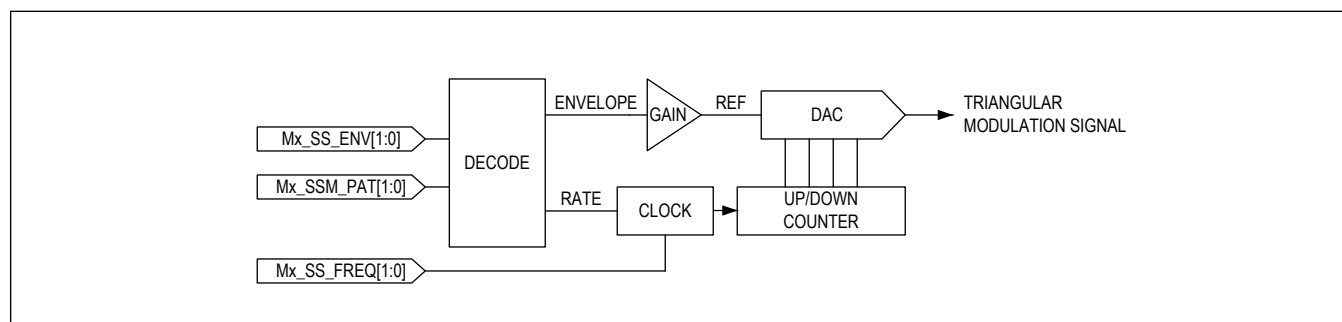 ENVELOPE
GAIN
REF
DAC
TRIANGULAR
MODULATION SIGNAL
Mx_SS_ENV[1:0]
DECODE
Mx_SSM_PAT[1:0]
RATE
CLOCK
UP/DOWN
COUNTER
Mx_SS_FREQ[1:0]